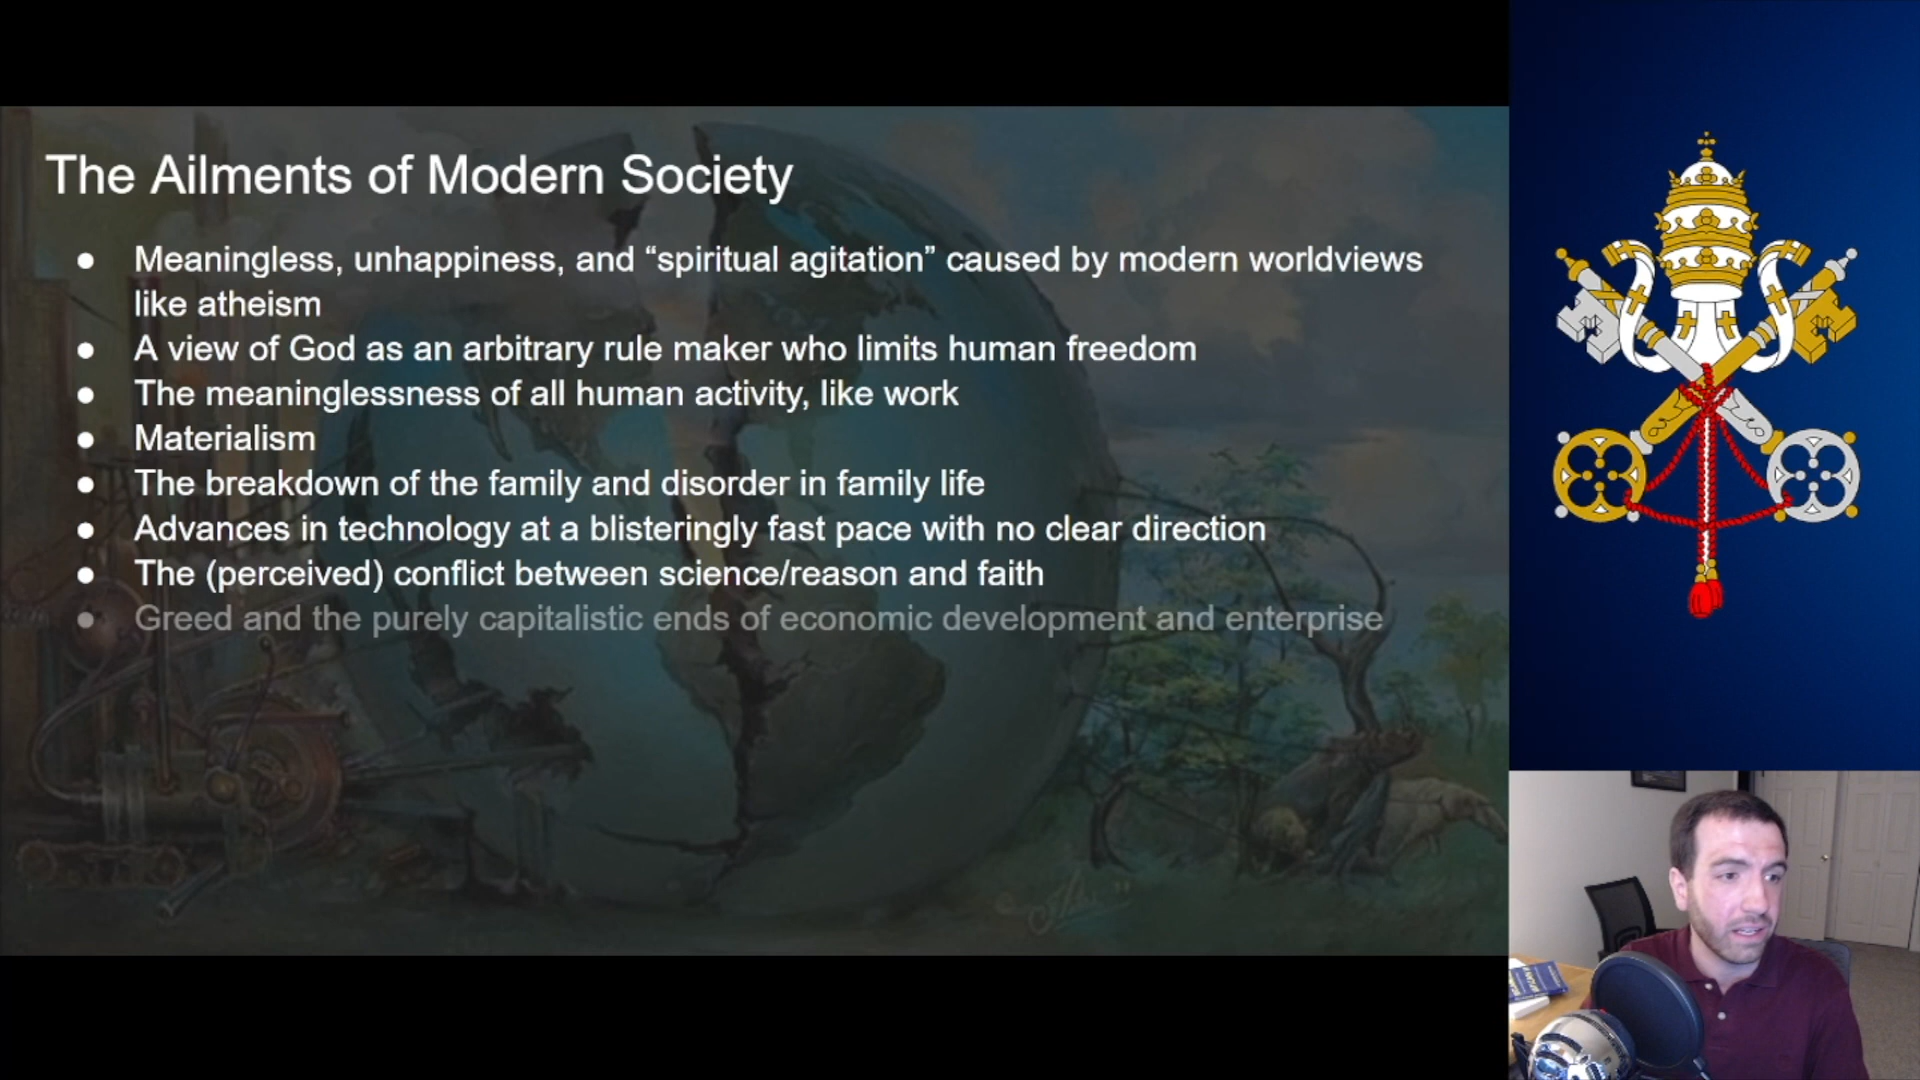 The Ailments of Modern Society
● Meaningless, unhappiness, and “spiritual agitation” caused by modern worldviews
like atheism
● A view of God as an arbitrary rule maker who limits human freedom
● The meaninglessness of all human activity, like work
● Materialism
● The breakdown of the family and disorder in family life
● Advances in technology at a blisteringly fast pace with no clear direction
● The (perceived) conflict between science/reason and faith
● Greed and the purely capitalistic ends of economic development and enterprise